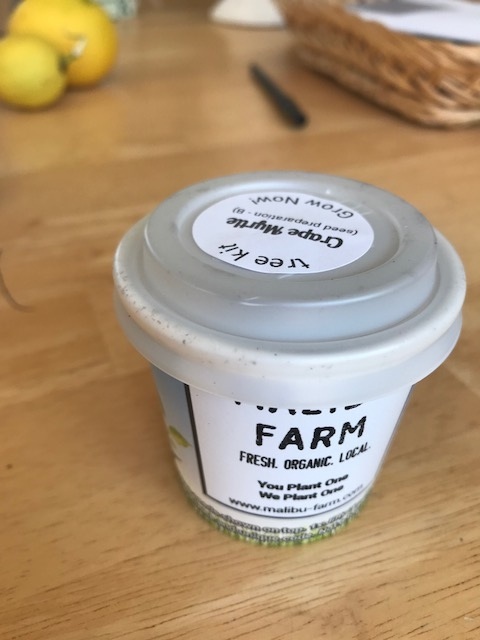 tree kit
Crape Myrtle
(seed preparation - B)
Grow Now!
FARM
FRESH. ORGANIC. LOCAL.
You Plant One
We Plant One
www.malibu-farm.com